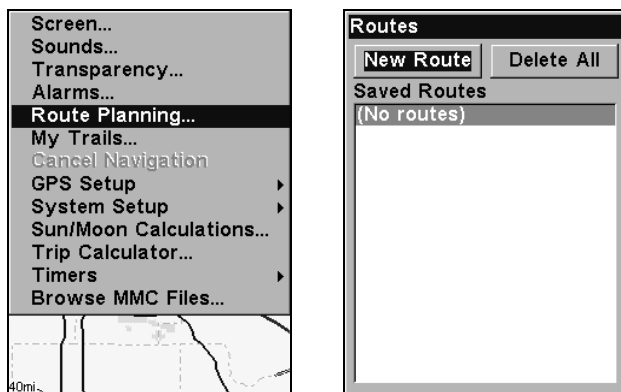 Screen...
Sounds...
Transparency...
Alarms...
Route Planning...
My Trails...
Cancel Navigation
GPS Setup
System Setup
Sun/Moon Calculations...
Trip Calculator...
Timers
Browse MMC Files...
40mi
Routes
New Route Delete All
Saved Routes
(No routes)